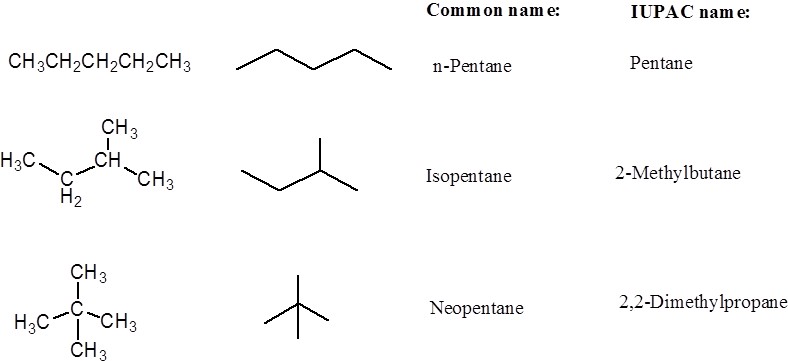 Common name: IUPAC name:
CH3CH2CH2CH2CH3 n-Pentane Pentane
CH3
H3C CH
C CH3
H2
Isopentane 2-Methylbutane
CH3
C
H3C CH3
CH3
Neopentane 2,2-Dimethylpropane